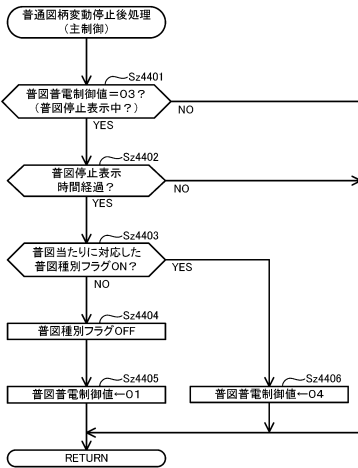 普通図柄変動停止後処理
(主制御)
Sz4401
普図普電制御値=03?
(普図停止表示中?)
NO
YES
Sz4402
普図停止表示
時間経過?
NO
YES
Sz4403
普図当たりに対応した
普図種別フラグON?
YES
NO
Sz4404
普図種別フラグOFF
Sz4405
普図普電制御値←01
Sz4406
普図普電制御値←04
RETURN